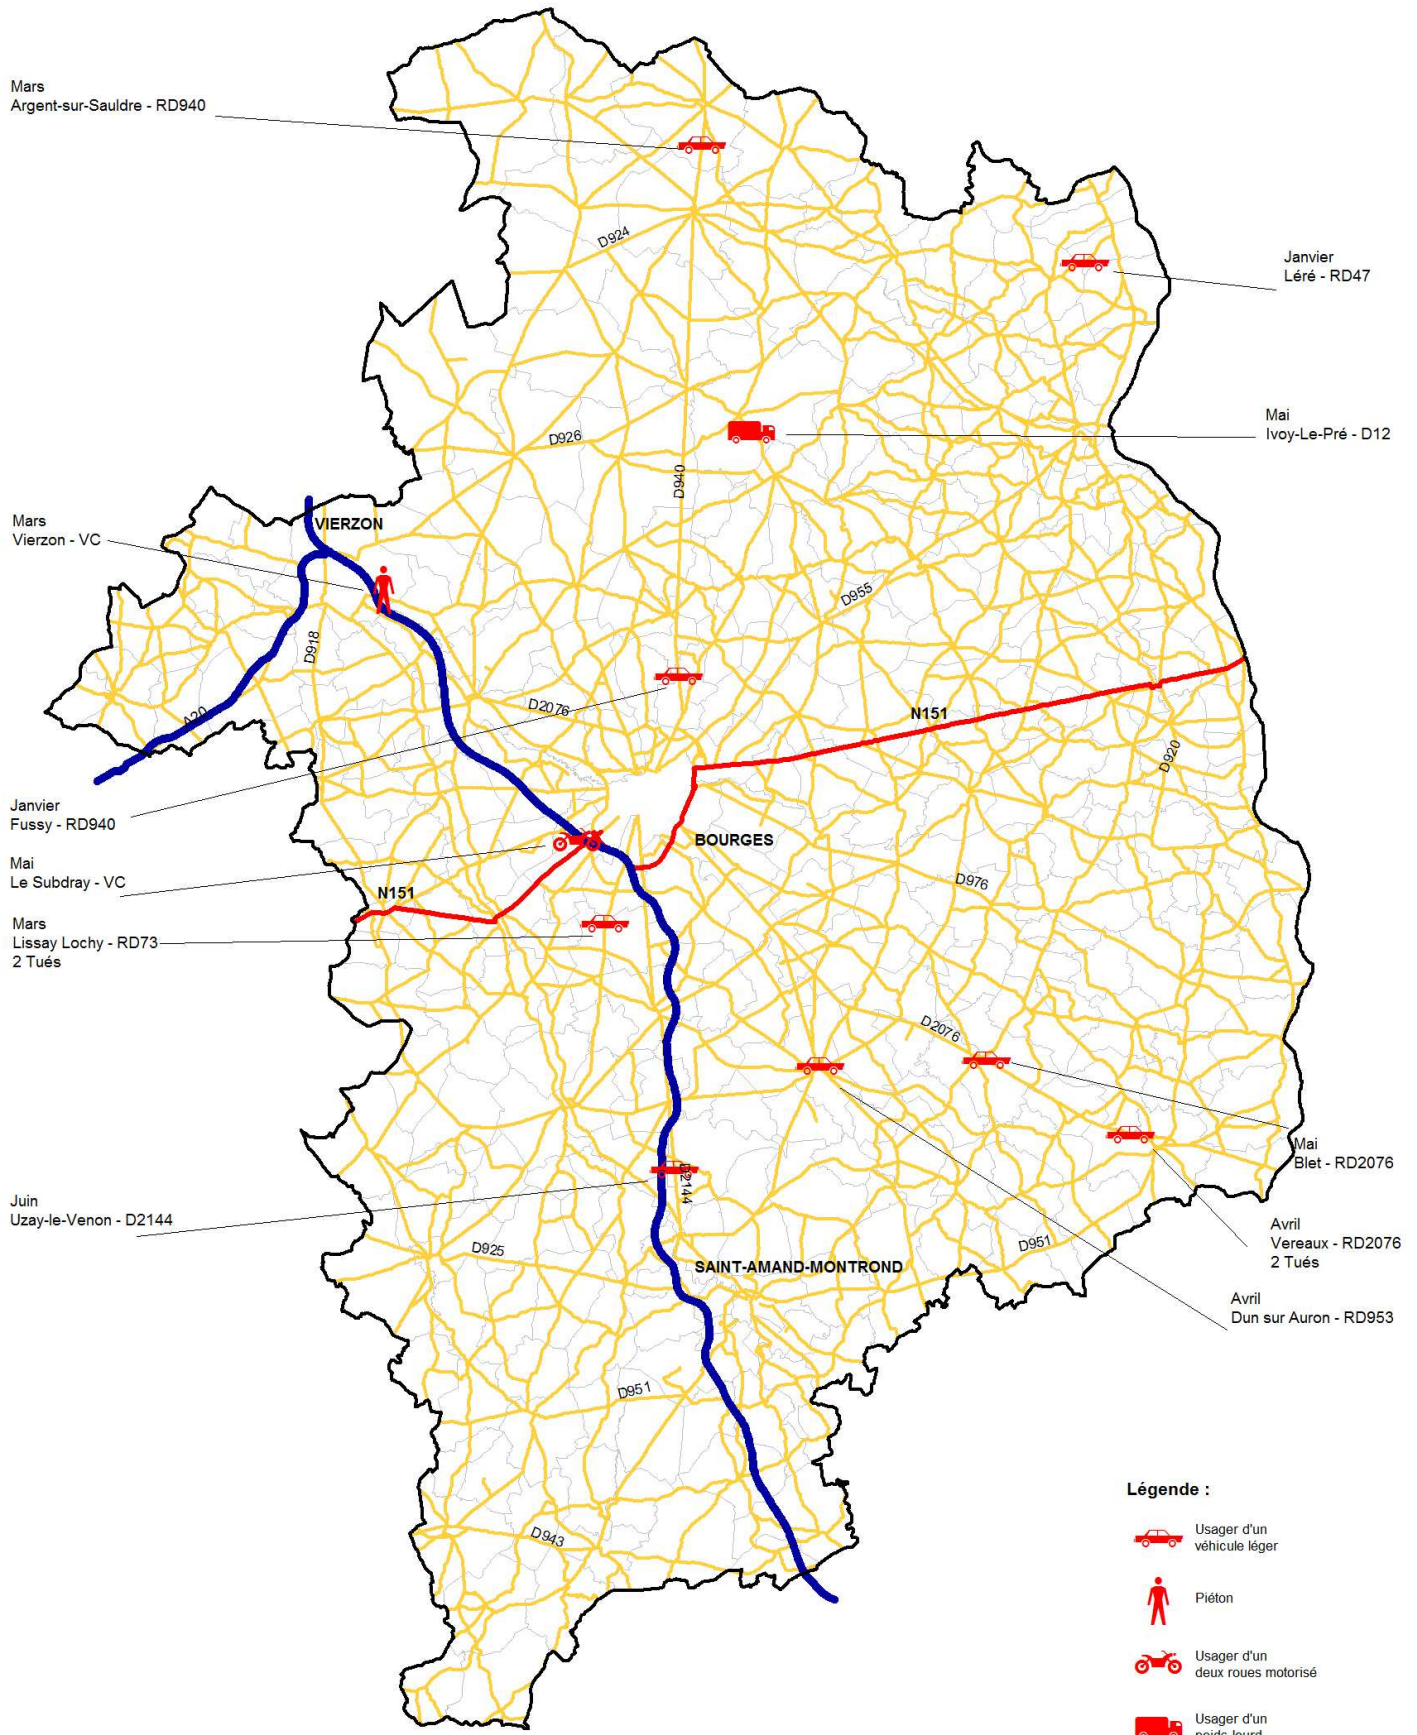 Mars
Argent-sur-Sauldre - RD940
D924
Janvier
Léré - RD47
Mai
Ivoy-Le-Pré - D12
D926
D940
Mars
Vierzon - VC
VIERZON
D955
D918
D2076
A20
N151
D920
Janvier
Fussy - RD940
BOURGES
Mai
Le Subdray - VC
D976
N151
Mars
Lissay Lochy - RD73
2 Tués
D2076
Mai
Blet - RD2076
D2144
Juin
Uzay-le-Venon - D2144
Avril
Vereaux - RD2076
2 Tués
D925
D951
SAINT-AMAND-MONTROND
Avril
Dun sur Auron - RD953
D951
D943
Légende :
Usager d'un
véhicule léger
Piéton
Usager d'un
deux roues motorisé
Usager d'un
poids lourd